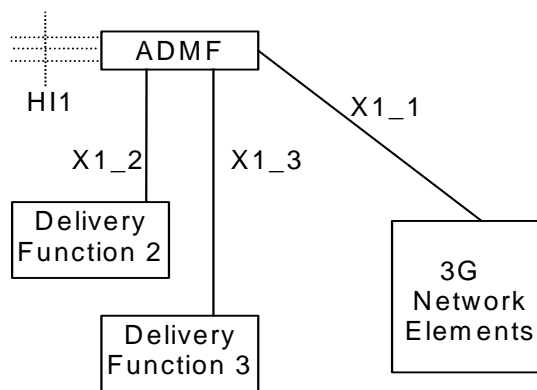 ADMF
HI1
X1_1
X1_2
X1_3
Delivery
Function 2
3G
Network
Elements
Delivery
Function 3